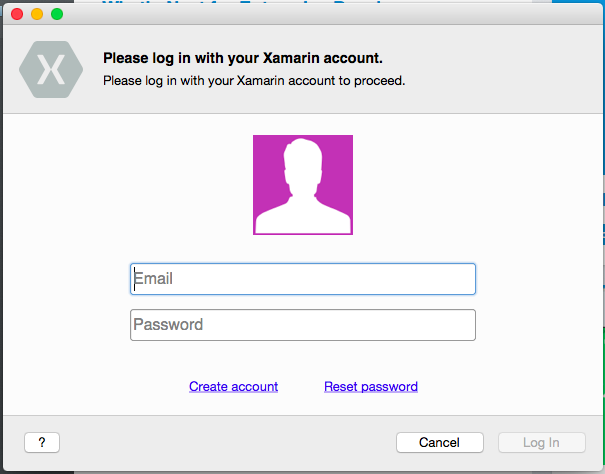 Please log in with your Xamarin account.
Please log in with your Xamarin account to proceed.
Email
Password
Create account
Reset password
?
Cancel
Log In